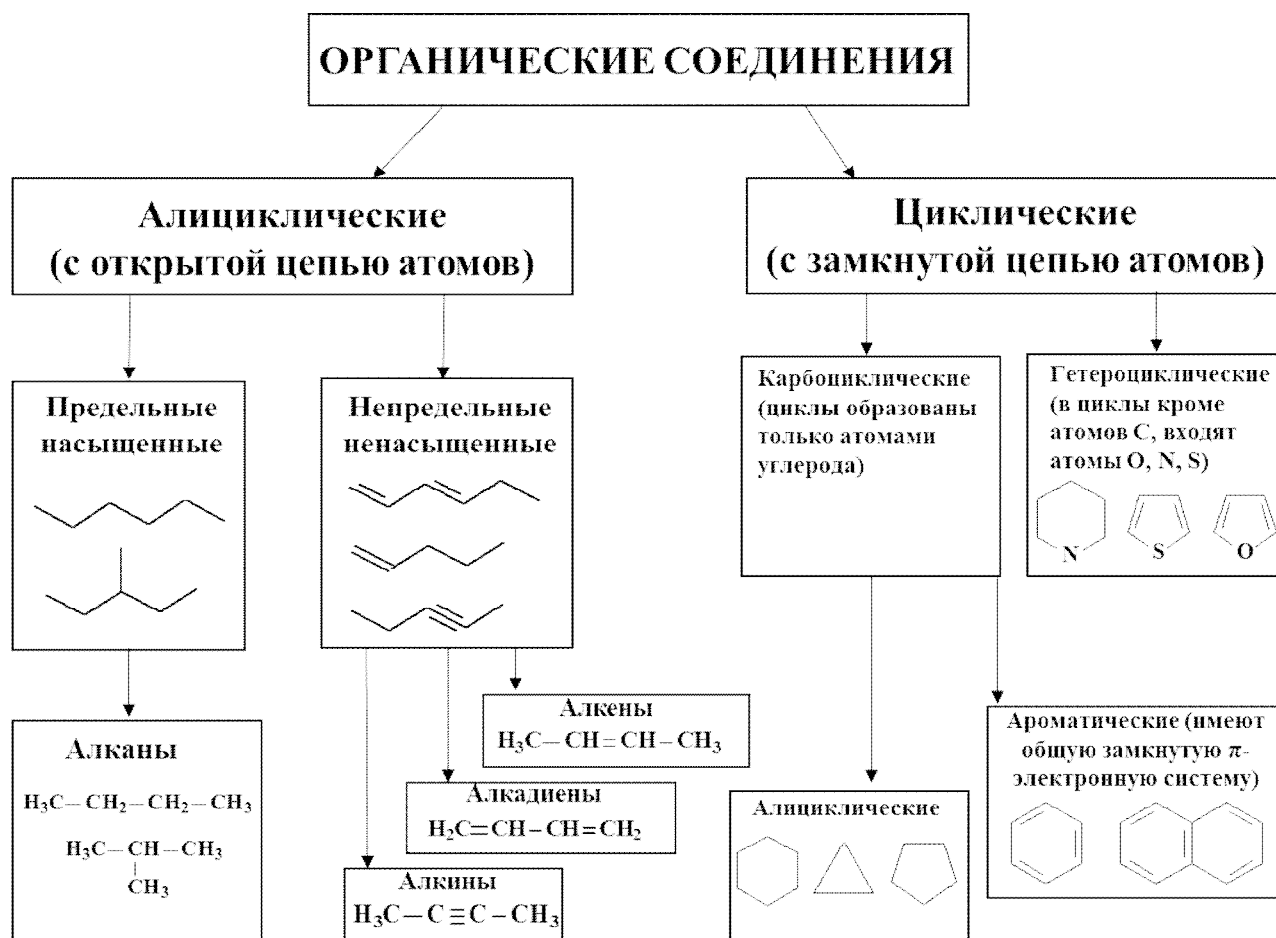 ОРГАНИЧЕСКИЕ СОЕДИНЕНИЯ
Алициклические
(с открытой цепью атомов)
Циклические
(с замкнутой цепью атомов)
Предельные
насыщенные
Непредельные
ненасыщенные
Карбоциклические
(циклы образованы
только атомами
углерода)
Гетероциклические
(в циклы кроме
атомов С, входят
атомы O, N, S)
N
S
O
Алканы
H₃C–CH₂–CH₂–CH₃
H₃C–CH–CH₃
CH₃
Алкены
H₃C–CH=CH–CH₃
Алкадиены
H₂C=CH–CH=CH₂
Алкины
H₃C–C≡C–CH₃
Алициклические
Ароматические (имеют
общую замкнутую π-
электронную систему)